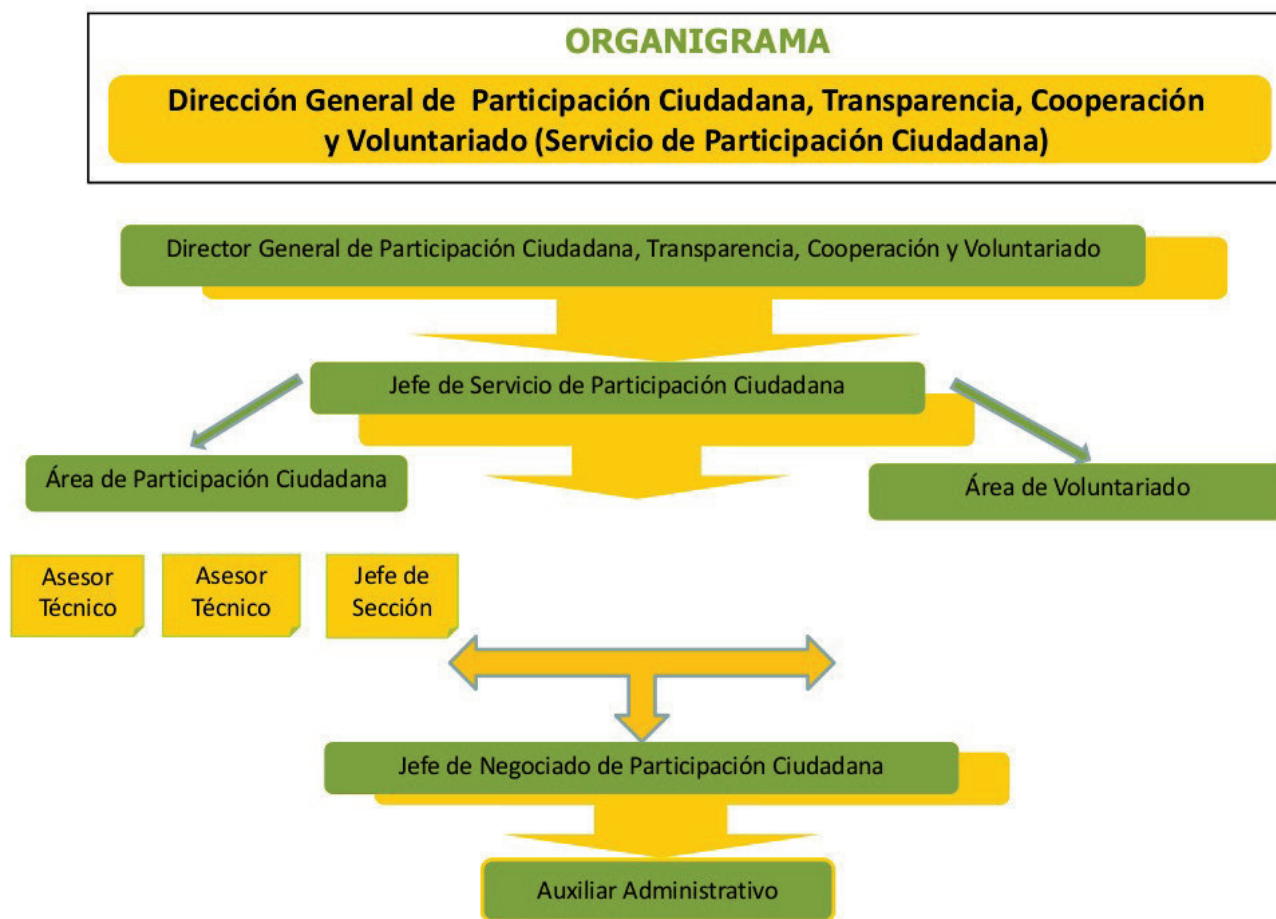 ORGANIGRAMA
Dirección General de Participación Ciudadana, Transparencia, Cooperación
y Voluntariado (Servicio de Participación Ciudadana)
Director General de Participación Ciudadana, Transparencia, Cooperación y Voluntariado
Jefe de Servicio de Participación Ciudadana
Área de Participación Ciudadana
Área de Voluntariado
Asesor
Técnico
Asesor
Técnico
Jefe de
Sección
Jefe de Negociado de Participación Ciudadana
Auxiliar Administrativo